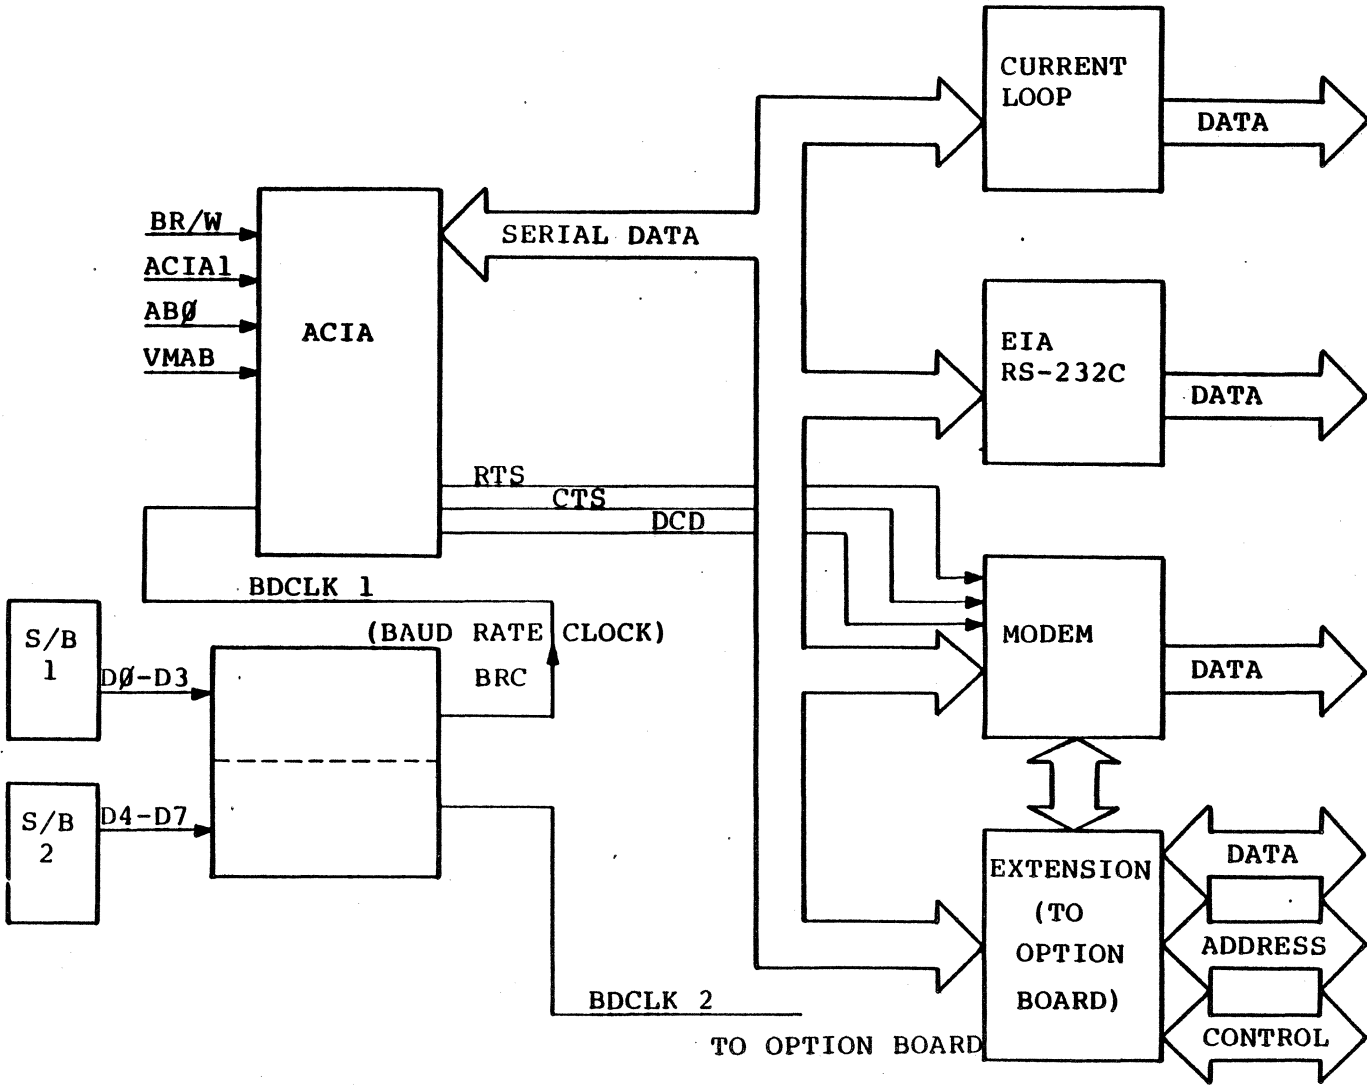 CURRENT
LOOP
DATA
BR/W
ACIA1
ABØ
VMAB
ACIA
SERIAL DATA
EIA
RS-232C
DATA
RTS
CTS
DCD
BDCLK 1
(BAUD RATE CLOCK)
BRC
MODEM
DATA
S/B
1
DØ-D3
S/B
2
D4-D7
EXTENSION
(TO
OPTION
BOARD)
DATA
ADDRESS
CONTROL
BDCLK 2
TO OPTION BOARD